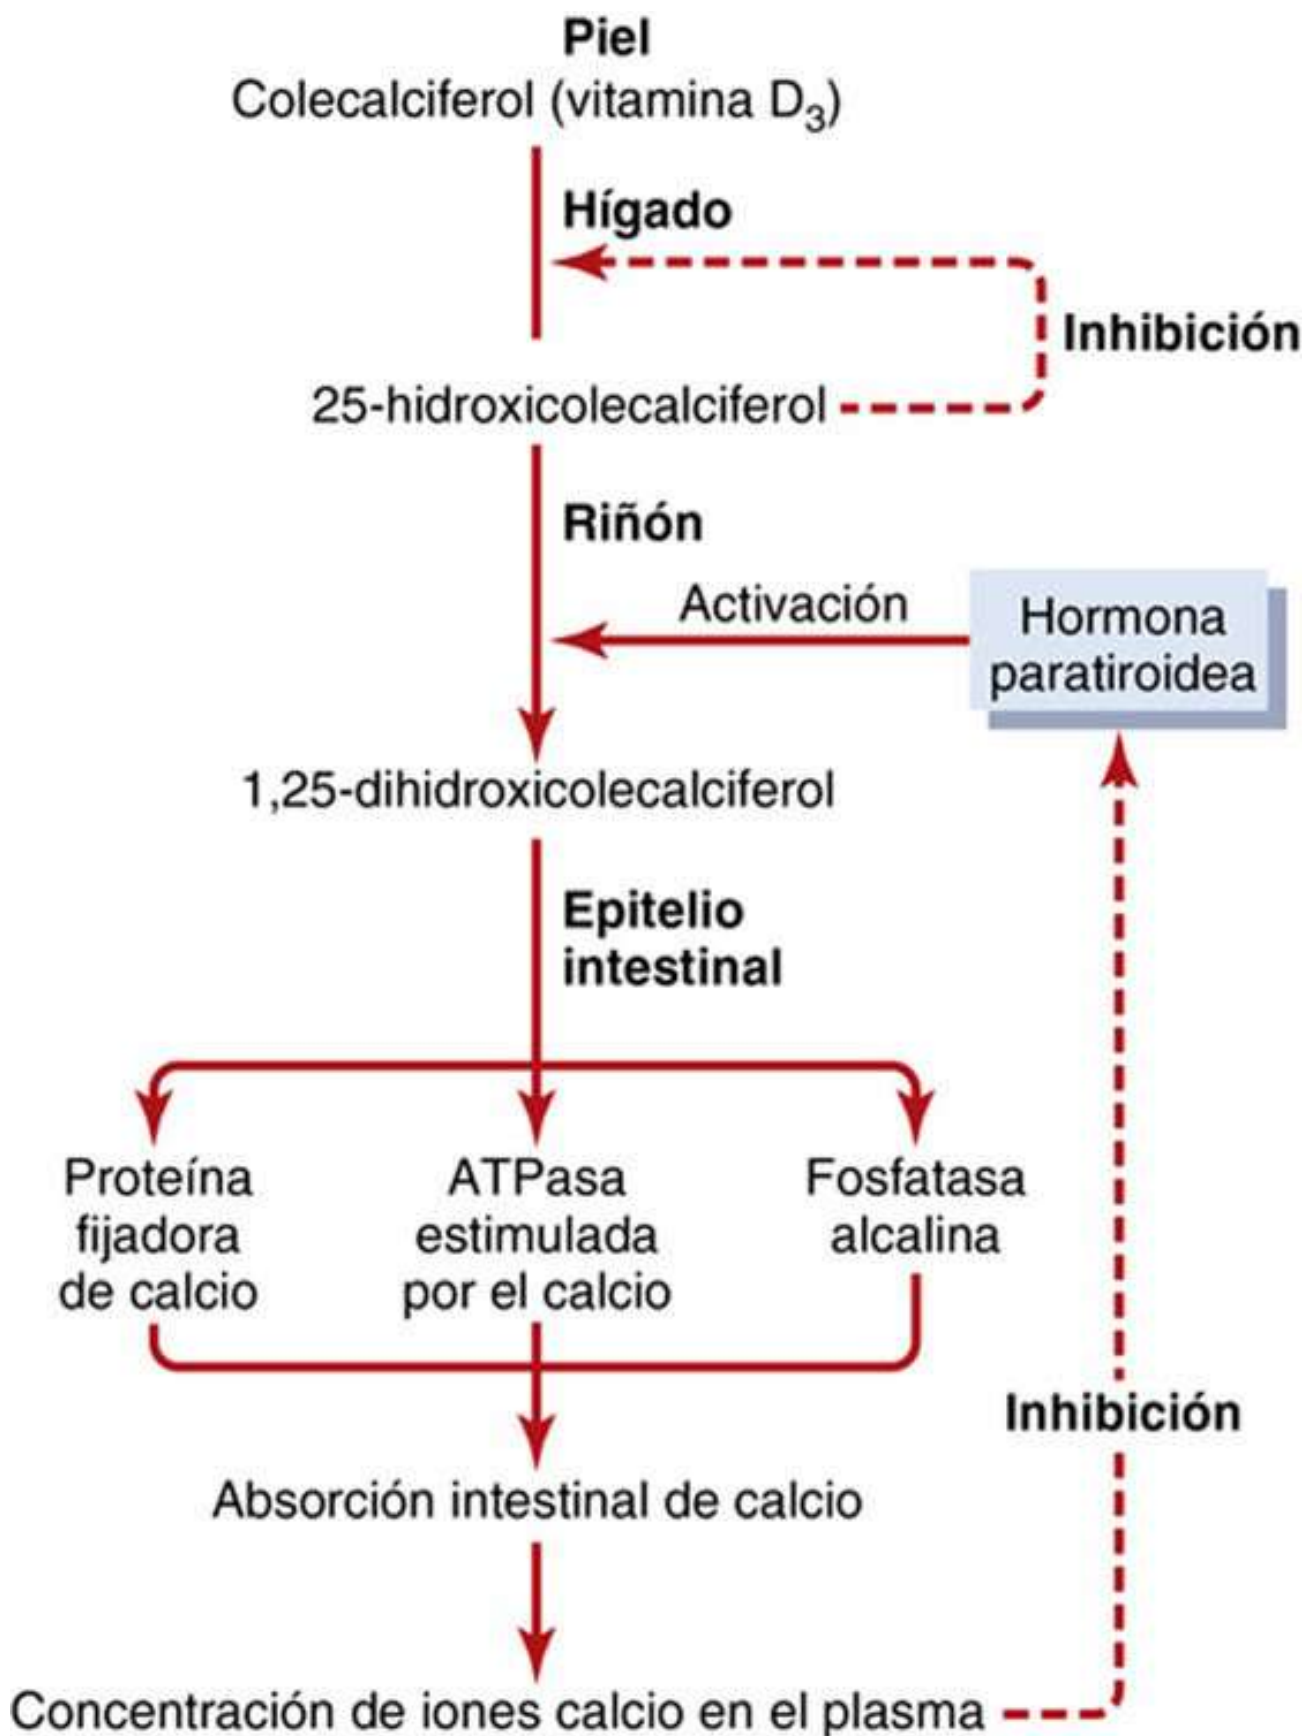 Piel
Colecalciferol (vitamina D₃)
Hígado
Inhibición
25-hidroxicolecalciferol
Riñón
Activación
Hormona
paratiroidea
1,25-dihidroxicolecalciferol
Epitelio
intestinal
Proteína
fijadora
de calcio
ATPasa
estimulada
por el calcio
Fosfatasa
alcalina
Inhibición
Absorción intestinal de calcio
Concentración de iones calcio en el plasma